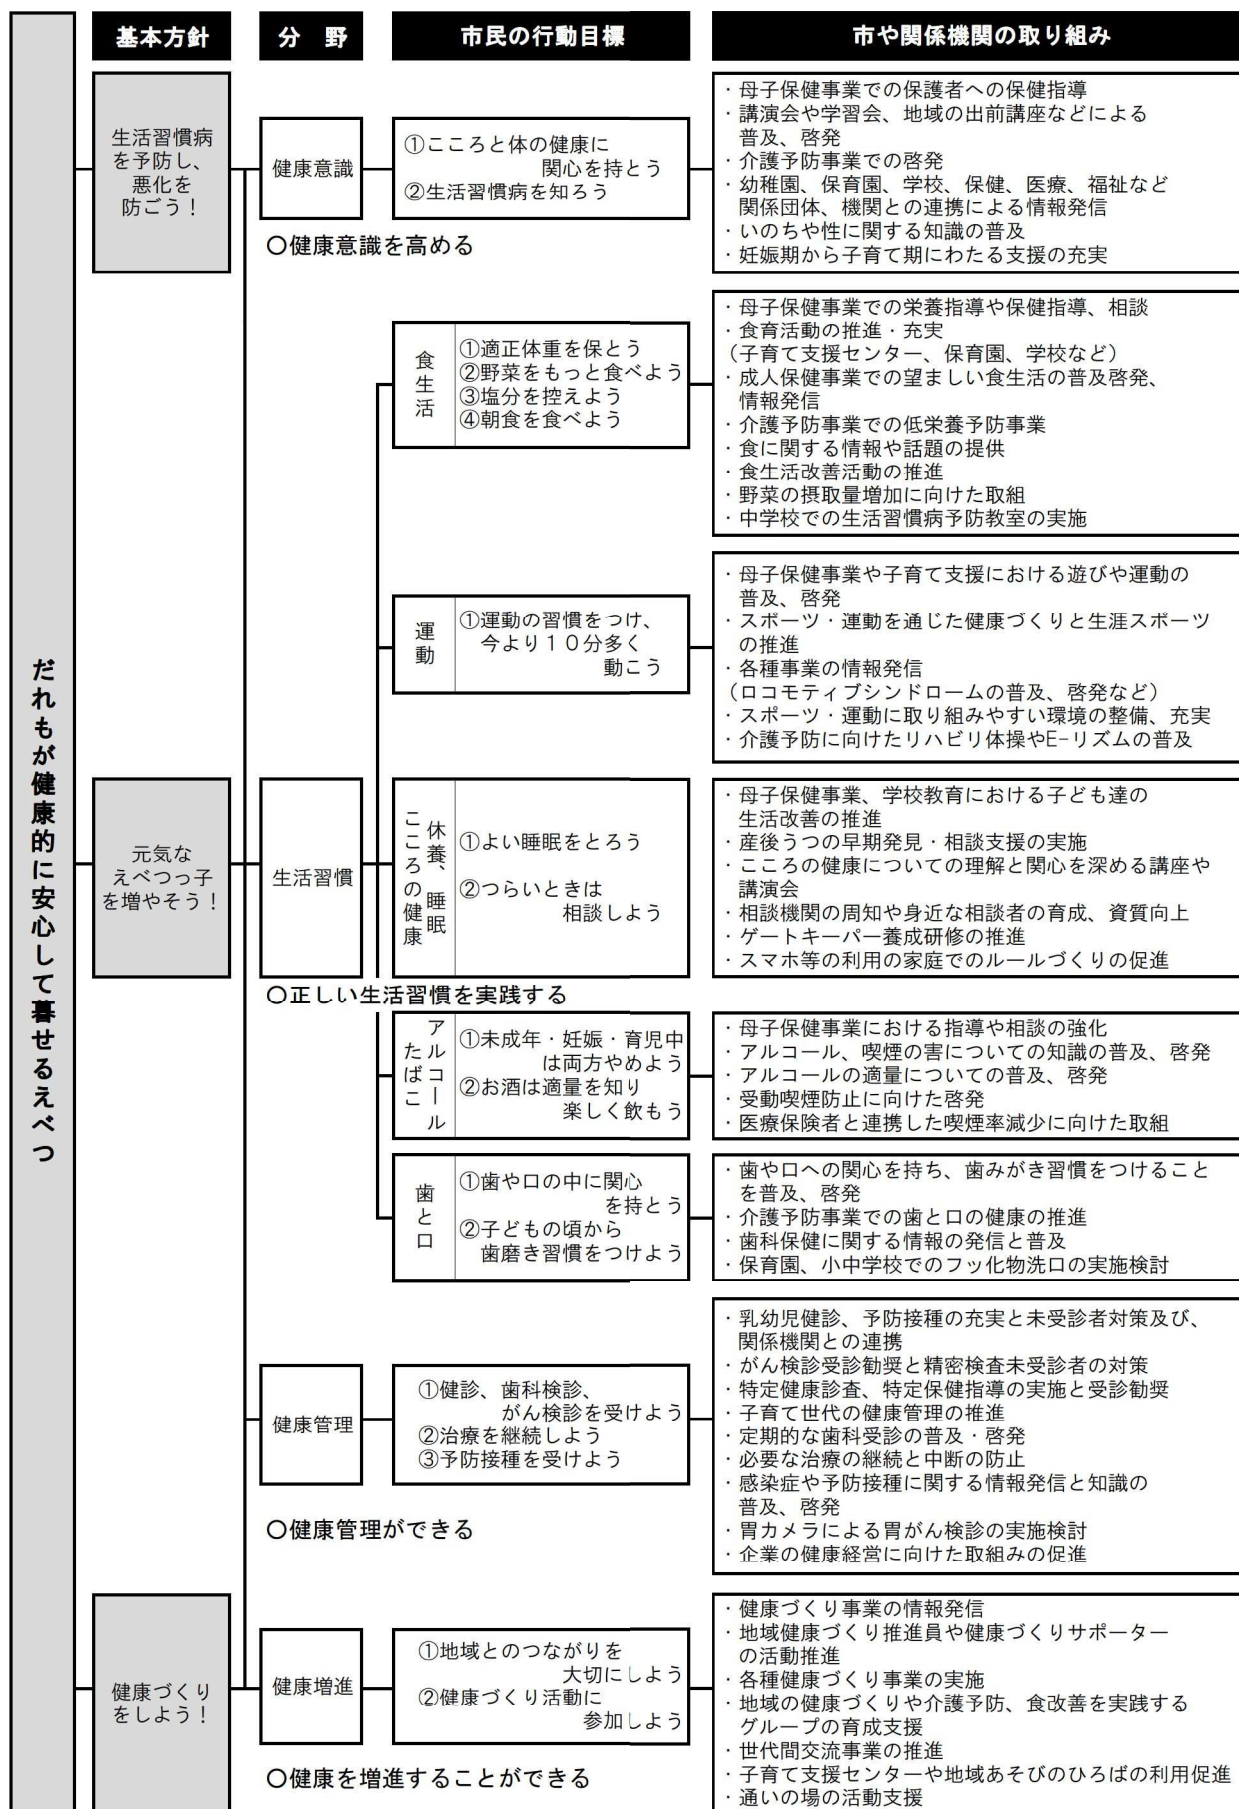 基本方針
分　野
市民の行動目標
市や関係機関の取り組み
だれもが健康的に安心して暮せるえべつ
生活習慣病
を予防し、
悪化を
防ごう！
健康意識
①こころと体の健康に
関心を持とう
②生活習慣病を知ろう
・母子保健事業での保護者への保健指導
・講演会や学習会、地域の出前講座などによる
普及、啓発
・介護予防事業での啓発
・幼稚園、保育園、学校、保健、医療、福祉など
関係団体、機関との連携による情報発信
・いのちや性に関する知識の普及
・妊娠期から子育て期にわたる支援の充実
〇健康意識を高める
食生活
①適正体重を保とう
②野菜をもっと食べよう
③塩分を控えよう
④朝食を食べよう
・母子保健事業での栄養指導や保健指導、相談
・食育活動の推進・充実
（子育て支援センター、保育園、学校など）
・成人保健事業での望ましい食生活の普及啓発、
情報発信
・介護予防事業での低栄養予防事業
・食に関する情報や話題の提供
・食生活改善活動の推進
・野菜の摂取量増加に向けた取組
・中学校での生活習慣病予防教室の実施
運動
①運動の習慣をつけ、
今より１０分多く
動こう
・母子保健事業や子育て支援における遊びや運動の
普及、啓発
・スポーツ・運動を通じた健康づくりと生涯スポーツ
の推進
・各種事業の情報発信
（ロコモティブシンドロームの普及、啓発など）
・スポーツ・運動に取り組みやすい環境の整備、充実
・介護予防に向けたリハビリ体操やE-リズムの普及
元気な
えべつっ子
を増やそう！
生活習慣
休養、睡眠
こころの健康
①よい睡眠をとろう
②つらいときは
相談しよう
・母子保健事業、学校教育における子ども達の
生活改善の推進
・産後うつの早期発見・相談支援の実施
・こころの健康についての理解と関心を深める講座や
講演会
・相談機関の周知や身近な相談者の育成、資質向上
・ゲートキーパー養成研修の推進
・スマホ等の利用の家庭でのルールづくりの促進
〇正しい生活習慣を実践する
アルコール
たばこ
①未成年・妊娠・育児中
は両方やめよう
②お酒は適量を知り
楽しく飲もう
・母子保健事業における指導や相談の強化
・アルコール、喫煙の害についての知識の普及、啓発
・アルコールの適量についての普及、啓発
・受動喫煙防止に向けた啓発
・医療保険者と連携した喫煙率減少に向けた取組
歯と口
①歯や口の中に関心
を持とう
②子どもの頃から
歯磨き習慣をつけよう
・歯や口への関心を持ち、歯みがき習慣をつけること
を普及、啓発
・介護予防事業での歯と口の健康の推進
・歯科保健に関する情報の発信と普及
・保育園、小中学校でのフッ化物洗口の実施検討
健康管理
①健診、歯科検診、
がん検診を受けよう
②治療を継続しよう
③予防接種を受けよう
・乳幼児健診、予防接種の充実と未受診者対策及び、
関係機関との連携
・がん検診受診勧奨と精密検査未受診者の対策
・特定健康診査、特定保健指導の実施と受診勧奨
・子育て世代の健康管理の推進
・定期的な歯科受診の普及・啓発
・必要な治療の継続と中断の防止
・感染症や予防接種に関する情報発信と知識の
普及、啓発
・胃カメラによる胃がん検診の実施検討
・企業の健康経営に向けた取組みの促進
〇健康管理ができる
健康づくり
をしよう！
健康増進
①地域とのつながりを
大切にしよう
②健康づくり活動に
参加しよう
・健康づくり事業の情報発信
・地域健康づくり推進員や健康づくりサポーター
の活動推進
・各種健康づくり事業の実施
・地域の健康づくりや介護予防、食改善を実践する
グループの育成支援
・世代間交流事業の推進
・子育て支援センターや地域あそびのひろばの利用促進
・通いの場の活動支援
〇健康を増進することができる